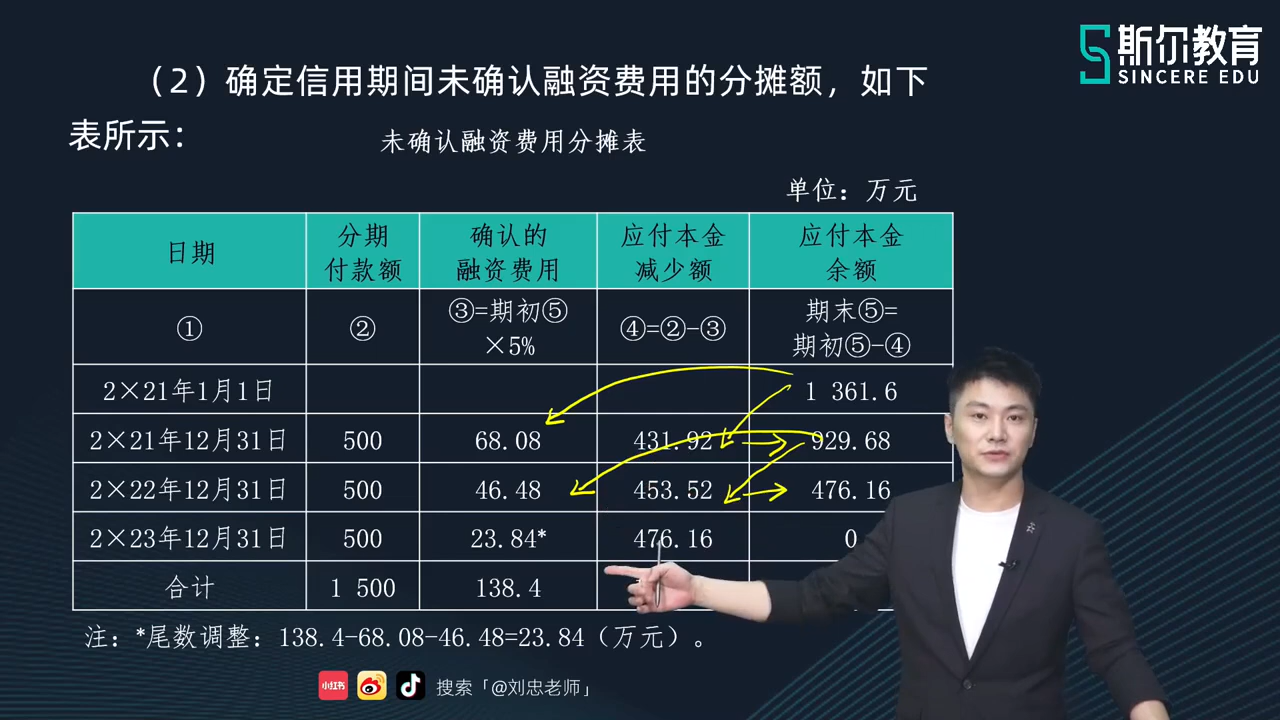 斯尔教育
SINCERE EDU
（2）确定信用期间未确认融资费用的分摊额，如下
表所示：
未确认融资费用分摊表
单位：万元
日期 分期付款额 确认的融资费用 应付本金减少额 应付本金余额
① ② ③=期初⑤×5% ④=②-③ 期末⑤=期初⑤-④
2×21年1月1日 1 361.6
2×21年12月31日 500 68.08 431.92 929.68
2×22年12月31日 500 46.48 453.52 476.16
2×23年12月31日 500 23.84* 476.16 0
合计 1 500 138.4
注：*尾数调整：138.4-68.08-46.48=23.84（万元）。
小红书 搜索「@刘忠老师」